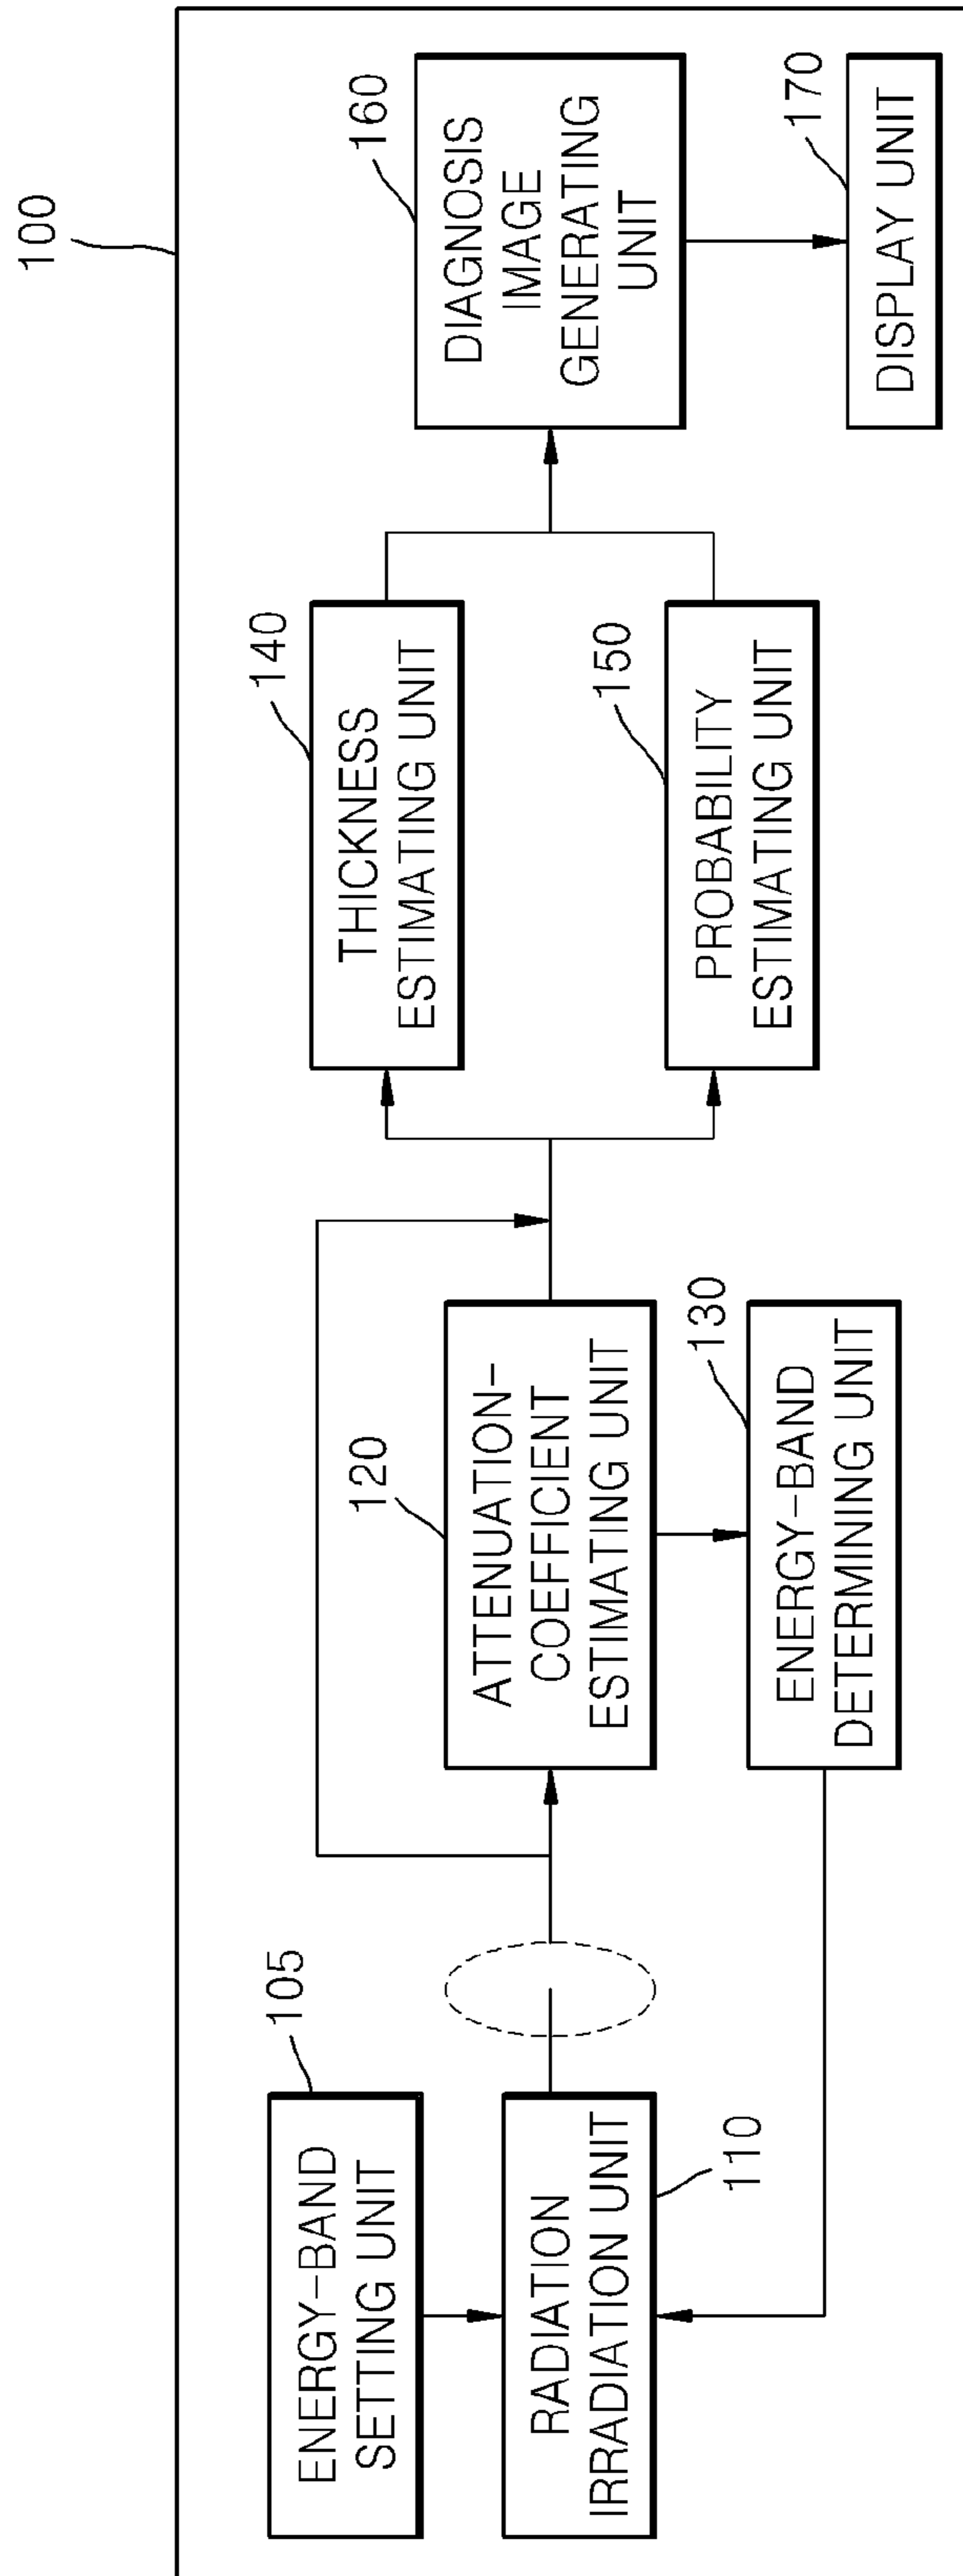 100
105
ENERGY-BAND
SETTING UNIT
RADIATION
IRRADIATION UNIT
110
120
ATTENUATION-
COEFFICIENT
ESTIMATING UNIT
130
ENERGY-BAND
DETERMINING UNIT
140
THICKNESS
ESTIMATING UNIT
150
PROBABILITY
ESTIMATING UNIT
160
DIAGNOSIS
IMAGE
GENERATING
UNIT
170
DISPLAY UNIT